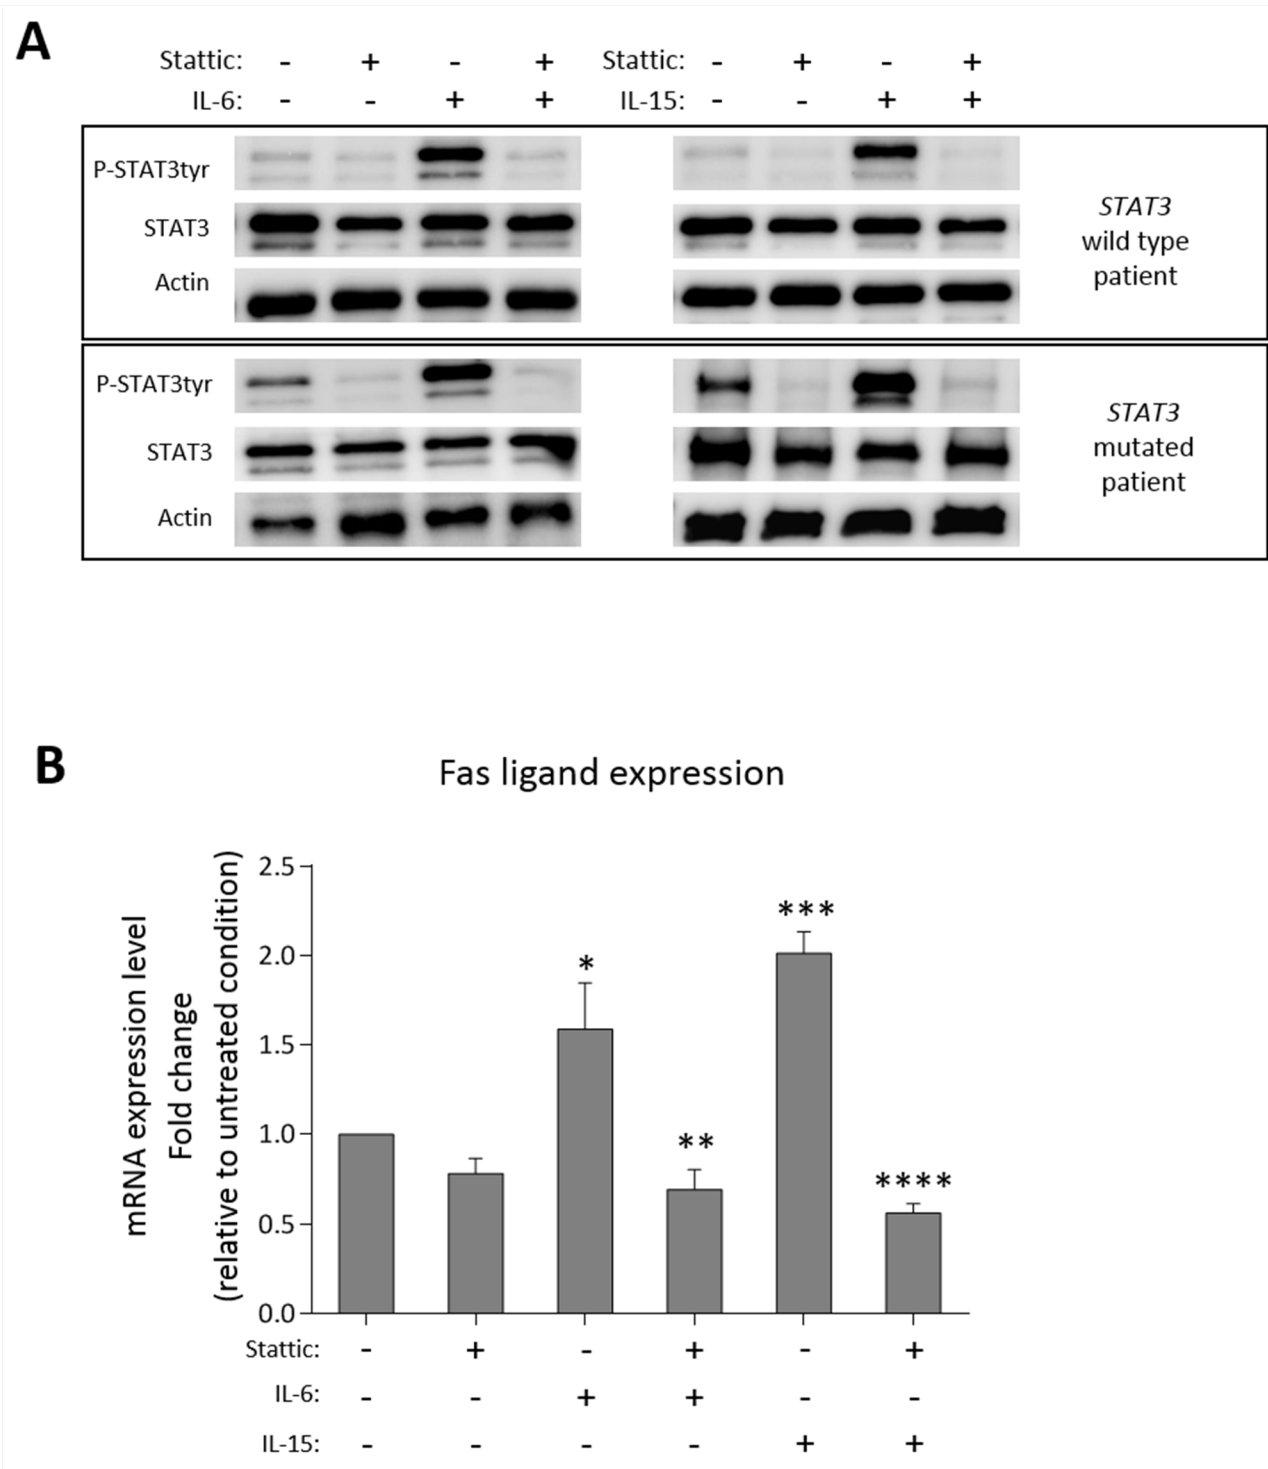 A
Stattic: - + - + Stattic: - + - +
IL-6: - - + + IL-15: - - + +
P-STAT3tyr
STAT3
Actin
STAT3
wild type
patient
P-STAT3tyr
STAT3
Actin
STAT3
mutated
patient
B
Fas ligand expression
mRNA expression level
Fold change
(relative to untreated condition)
2.5
2.0
1.5
1.0
0.5
0.0
*
**
***
****
Stattic: - + - + - +
IL-6: - - + + - -
IL-15: - - - - + +